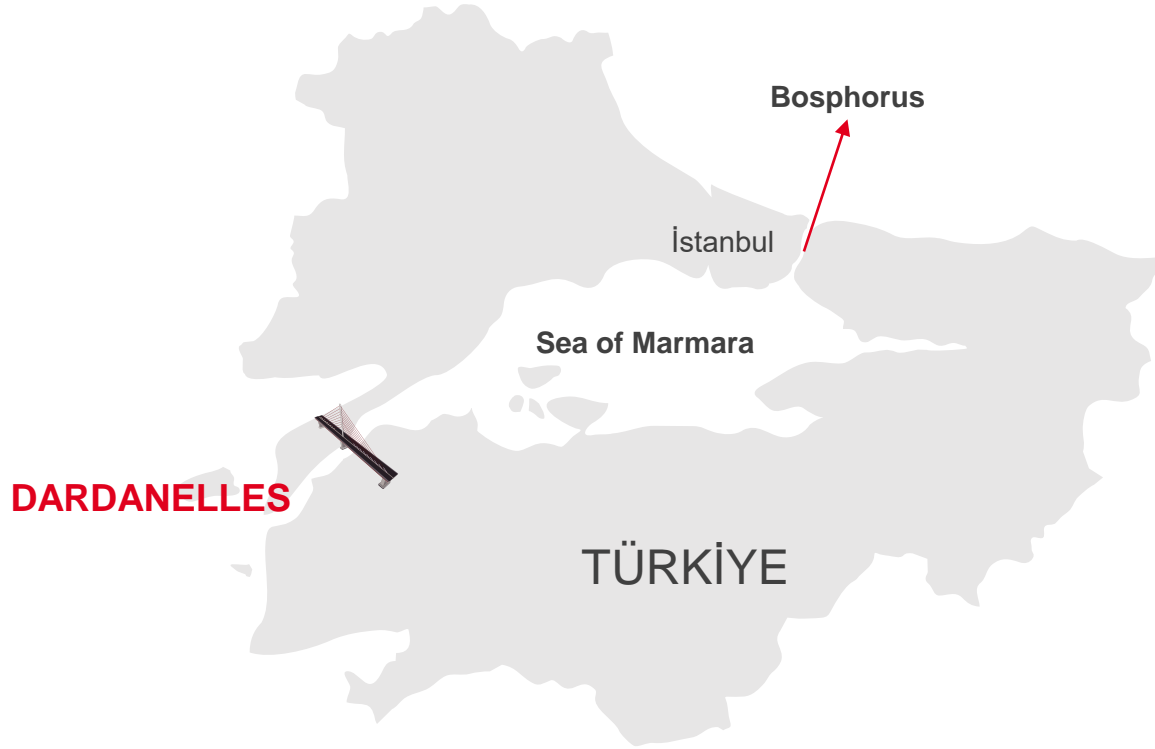 Bosphorus
İstanbul
Sea of Marmara
DARDANELLES
TÜRKİYE